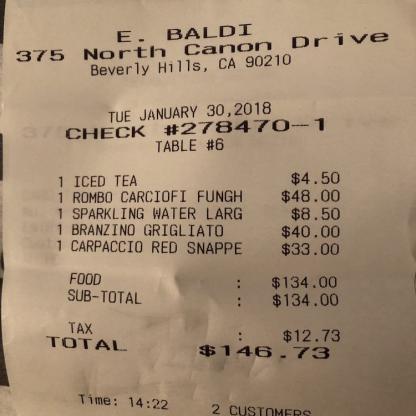 E. BALDI
375 North Canon Drive
Beverly Hills, CA 90210
TUE JANUARY 30,2018
CHECK #278470-1
TABLE #6
1 ICED TEA $4.50
1 ROMBO CARCIOFI FUNGH $48.00
1 SPARKLING WATER LARG $8.50
1 BRANZINO GRIGLIATO $40.00
1 CARPACCIO RED SNAPPE $33.00
FOOD : $134.00
SUB-TOTAL : $134.00
TAX : $12.73
TOTAL $146.73
Time: 14:22 2 CUSTOMERS